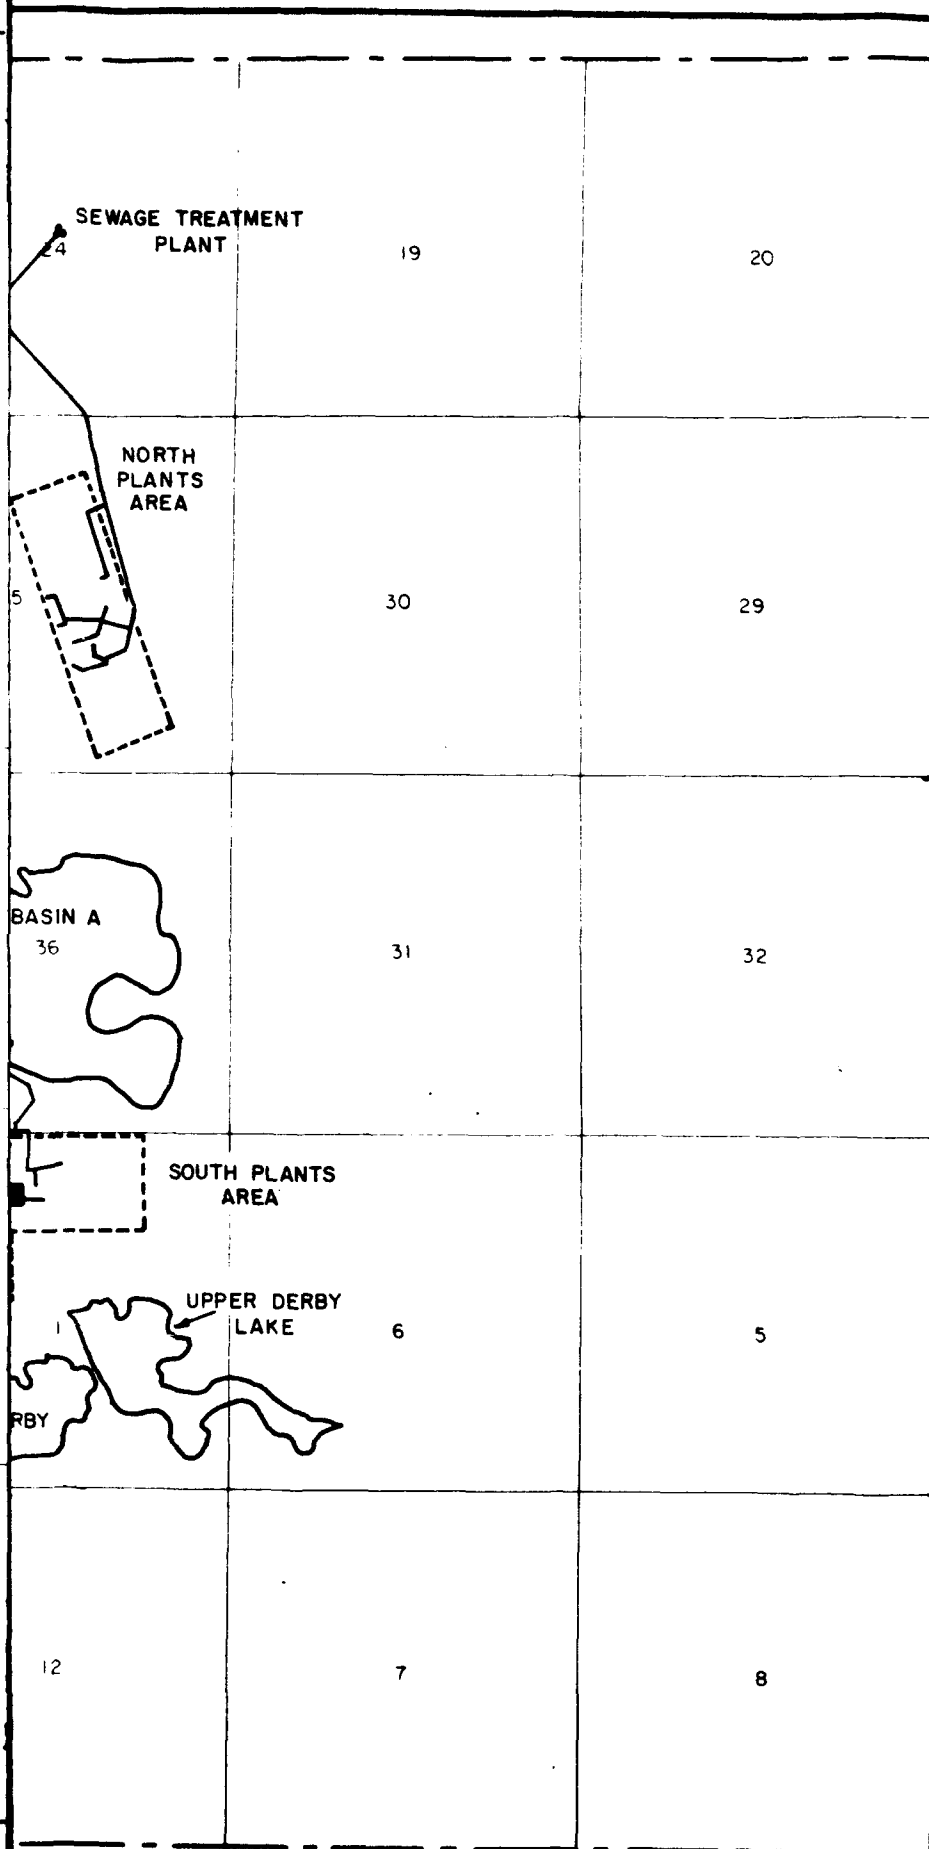 SEWAGE TREATMENT
PLANT
24
19
20
NORTH
PLANTS
AREA
5
30
29
BASIN A
36
31
32
SOUTH PLANTS
AREA
UPPER DERBY
LAKE
1
6
5
RBY
12
7
8